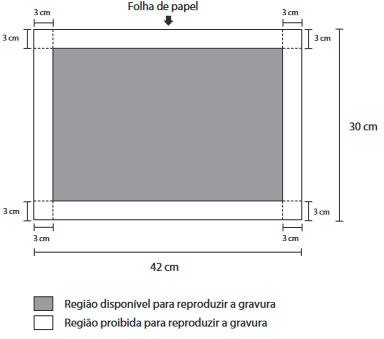 Folha de papel
3 cm
3 cm
3 cm
3 cm
30 cm
3 cm
3 cm
3 cm
3 cm
42 cm
Região disponível para reproduzir a gravura
Região proibida para reproduzir a gravura